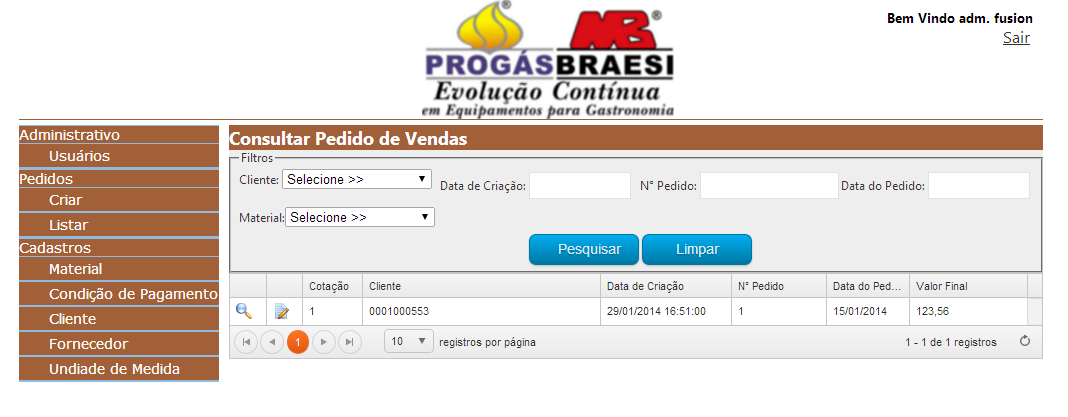 Bem Vindo adm. fusion
Sair
MB®
PROGÁSBRAESI
Evolução Contínua
em Equipamentos para Gastronomia
Administrativo
Usuários
Pedidos
Criar
Listar
Cadastros
Material
Condição de Pagamento
Cliente
Fornecedor
Undiade de Medida
Consultar Pedido de Vendas
Filtros
Cliente: Selecione >> Data de Criação: N° Pedido: Data do Pedido:
Material: Selecione >>
Pesquisar Limpar
Cotação Cliente Data de Criação N° Pedido Data do Ped... Valor Final
1 0001000553 29/01/2014 16:51:00 1 15/01/2014 123,56
1 10 registros por página 1 - 1 de 1 registros